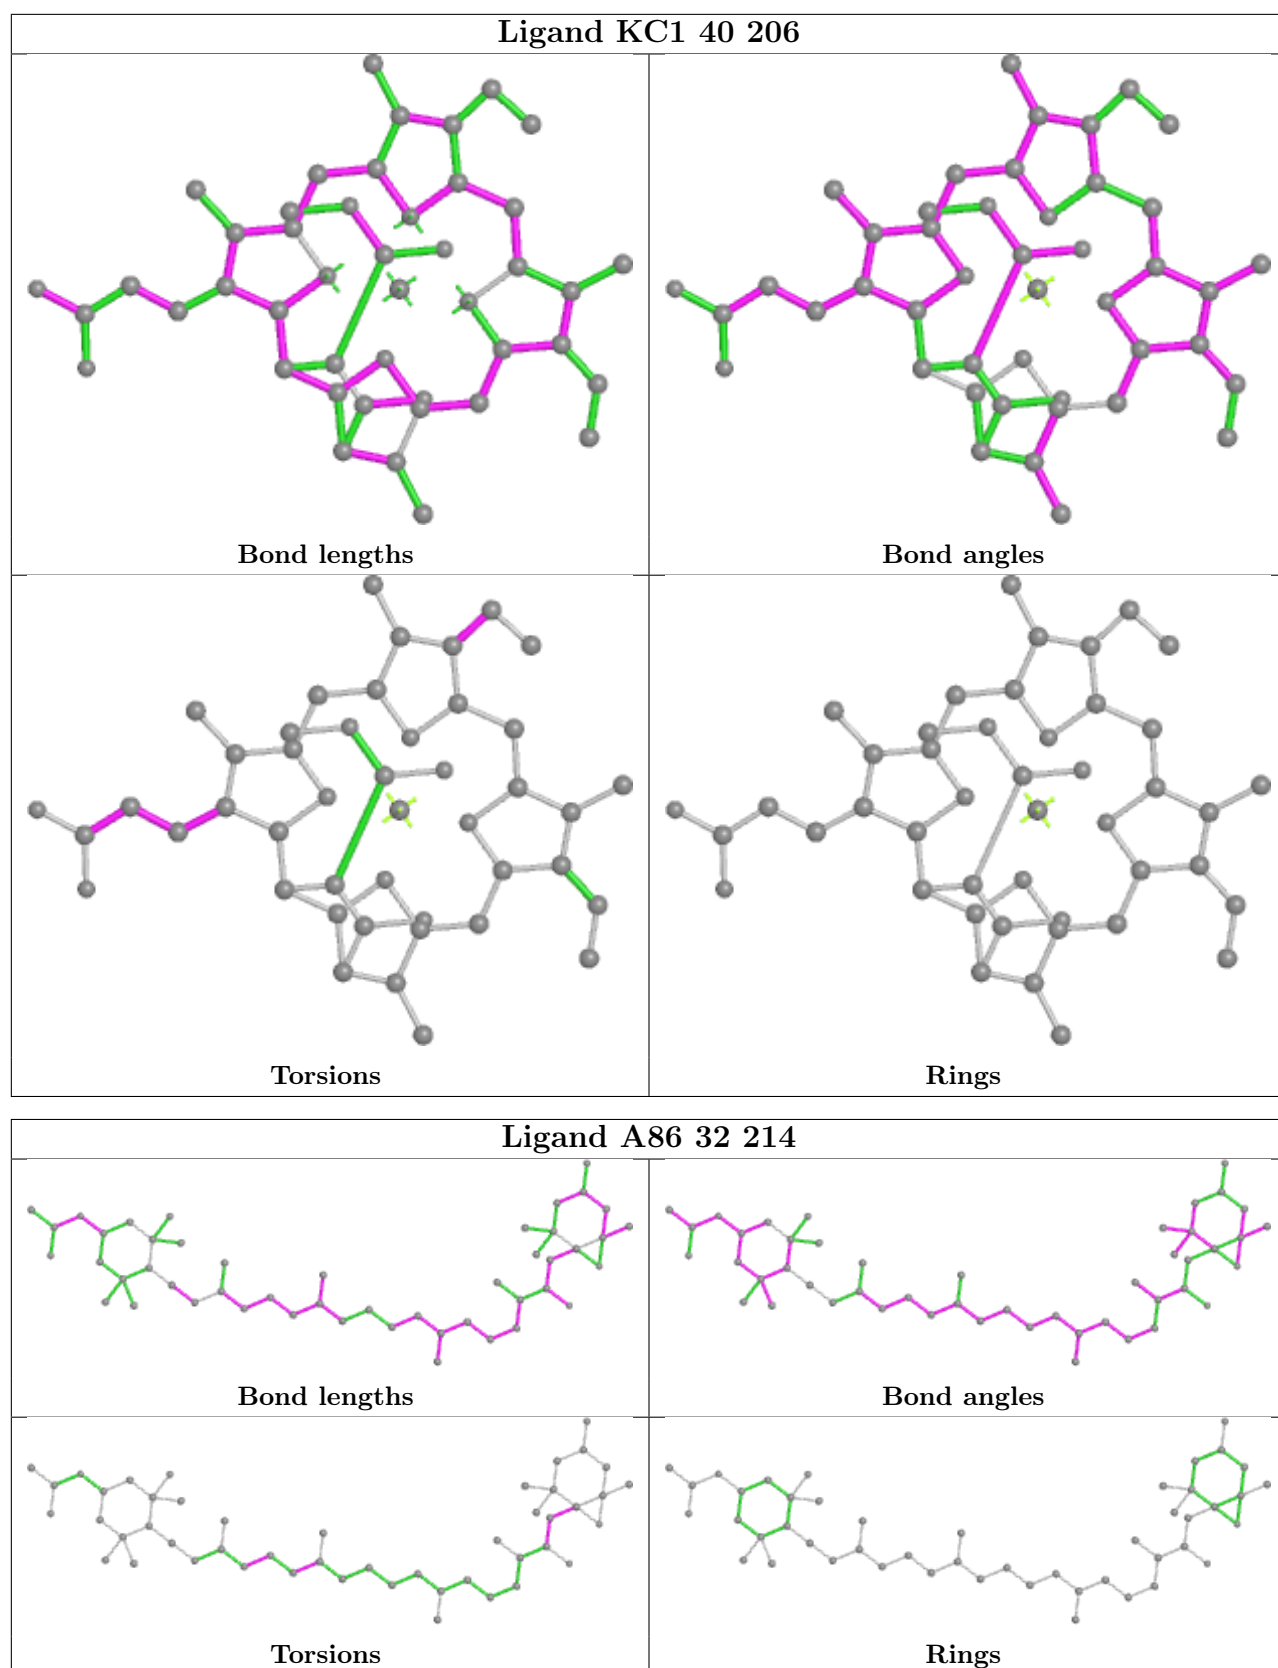 Ligand KC1 40 206
Bond lengths
Bond angles
Torsions
Rings
Ligand A86 32 214
Bond lengths
Bond angles
Torsions
Rings